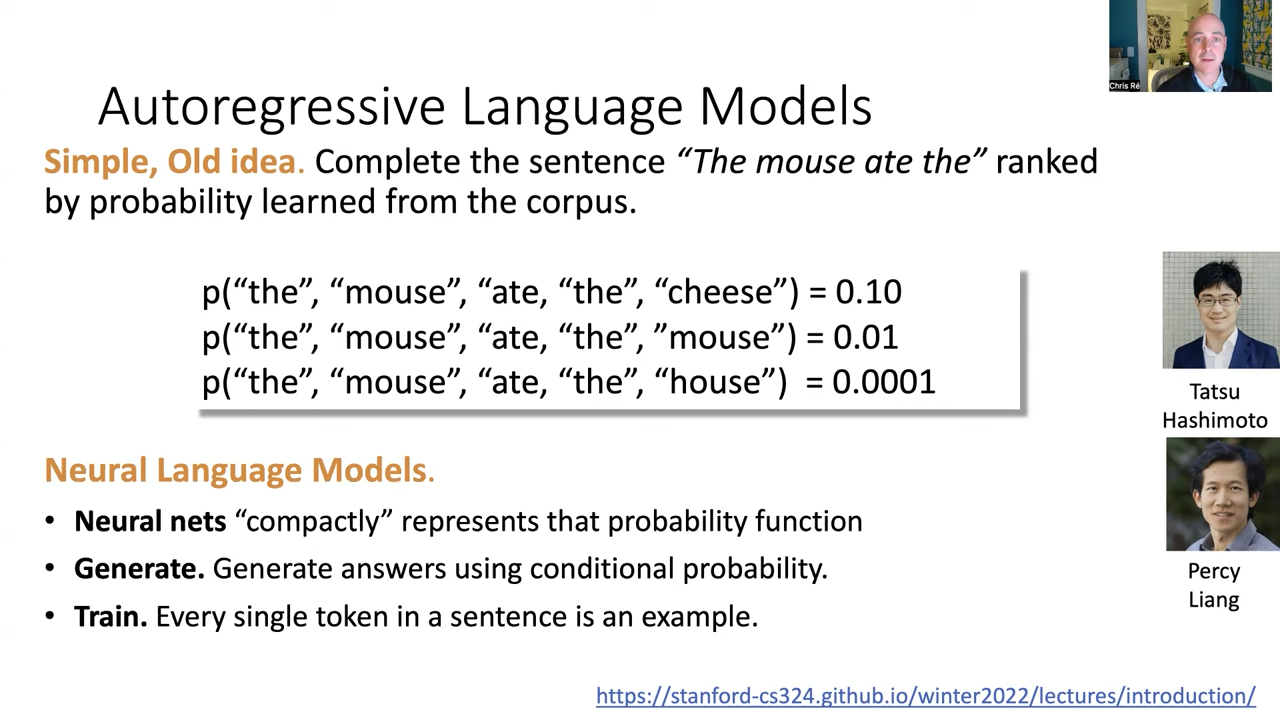 Chris Ré
Autoregressive Language Models
Simple, Old idea. Complete the sentence “The mouse ate the” ranked
by probability learned from the corpus.
p(“the”, “mouse”, “ate, “the”, “cheese”) = 0.10
p(“the”, “mouse”, “ate, “the”, ”mouse”) = 0.01
p(“the”, “mouse”, “ate, “the”, “house”) = 0.0001
Tatsu
Hashimoto
Neural Language Models.
• Neural nets “compactly” represents that probability function
• Generate. Generate answers using conditional probability.
• Train. Every single token in a sentence is an example.
Percy
Liang
https://stanford-cs324.github.io/winter2022/lectures/introduction/